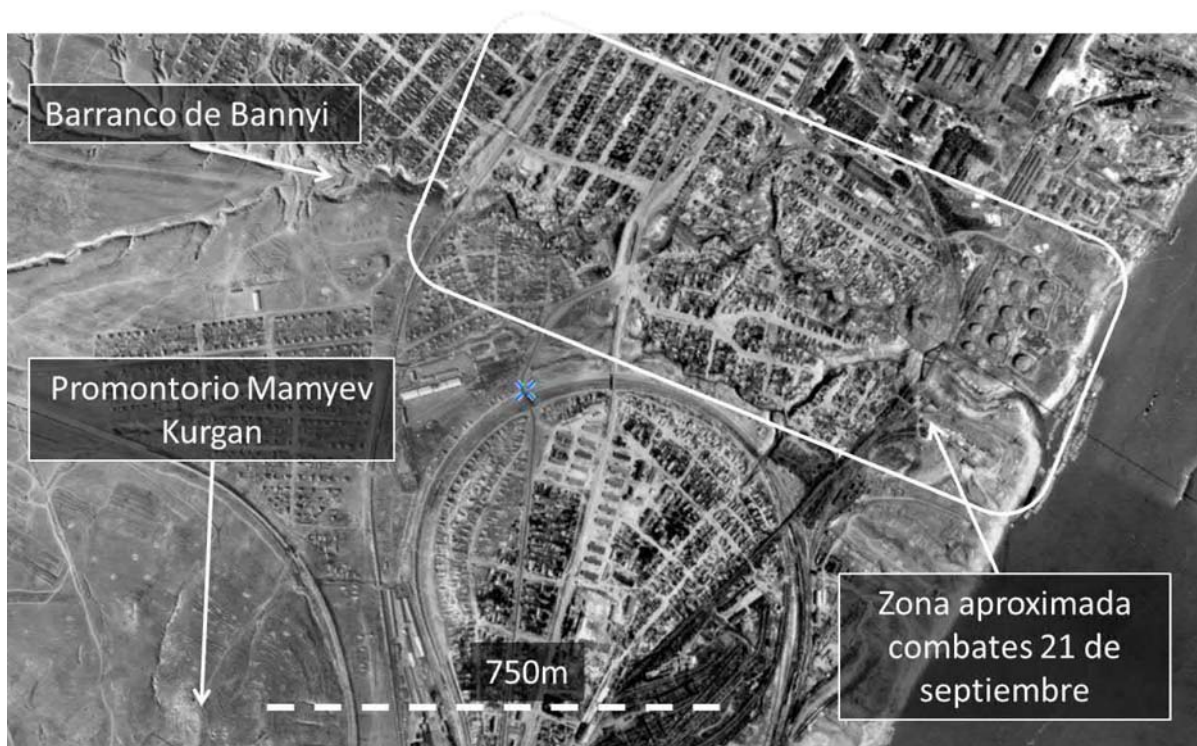 Barranco de Bannyi
Promontorio Mamyev
Kurgan
750m
Zona aproximada
combates 21 de
septiembre